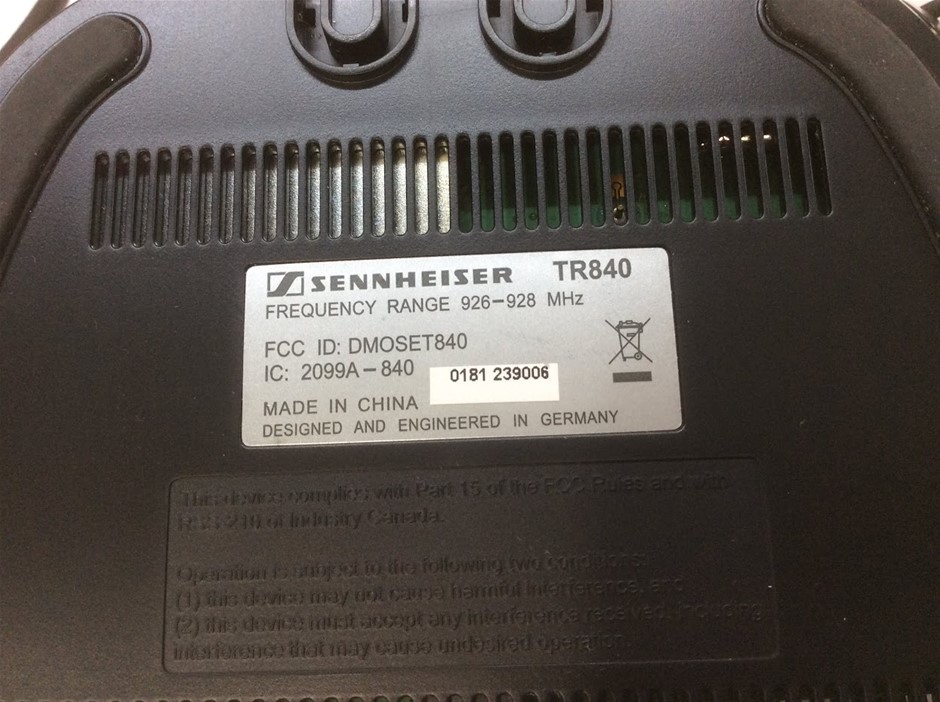 SENNHEISER TR840
FREQUENCY RANGE 926-928 MHz
FCC ID: DMOSET840
IC: 2099A-840 0181 239006
MADE IN CHINA
DESIGNED AND ENGINEERED IN GERMANY
This device complies with Part 15 of the FCC Rules and with
RSS-210 of Industry Canada.
Operation is subject to the following two conditions:
(1) this device may not cause harmful interference, and
(2) this device must accept any interference received, including
interference that may cause undesired operation.